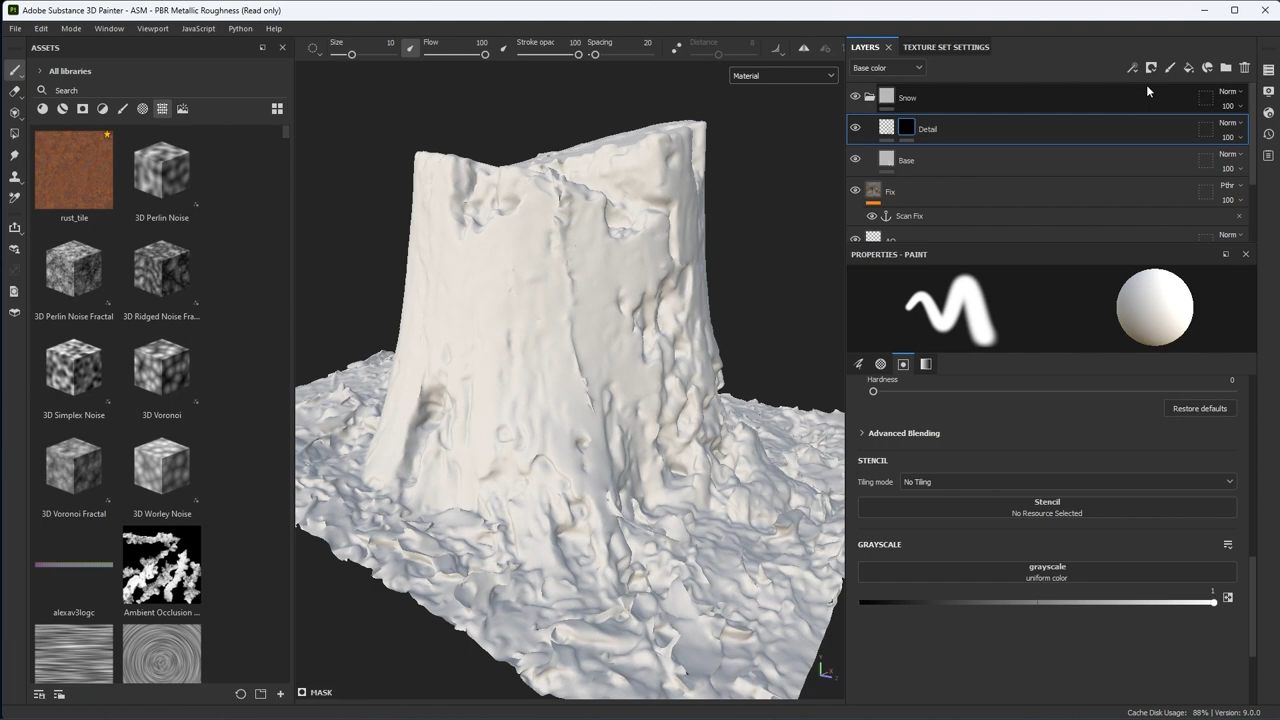 Adobe Substance 3D Painter - ASM - PBR Metallic Roughness (Read only)
File Edit Mode Window Viewport JavaScript Python Help
ASSETS
All libraries
Search
rust_tile
3D Perlin Noise
3D Perlin Noise Fractal
3D Ridged Noise Fra...
3D Simplex Noise
3D Voronoi
3D Voronoi Fractal
3D Worley Noise
alexav3logc
Ambient Occlusion ...
Size 10
Flow 100
Stroke opac 100
Spacing 20
Distance 8
Material
MASK
LAYERS
TEXTURE SET SETTINGS
Base color
Snow
Norm
100
Detail
Norm
100
Base
Norm
100
Fix
Pthr
100
Scan Fix
AO
Norm
PROPERTIES - PAINT
Hardness 0
Restore defaults
Advanced Blending
STENCIL
Tiling mode No Tiling
Stencil
No Resource Selected
GRAYSCALE
grayscale
uniform color
1
Cache Disk Usage: 88% | Version: 9.0.0